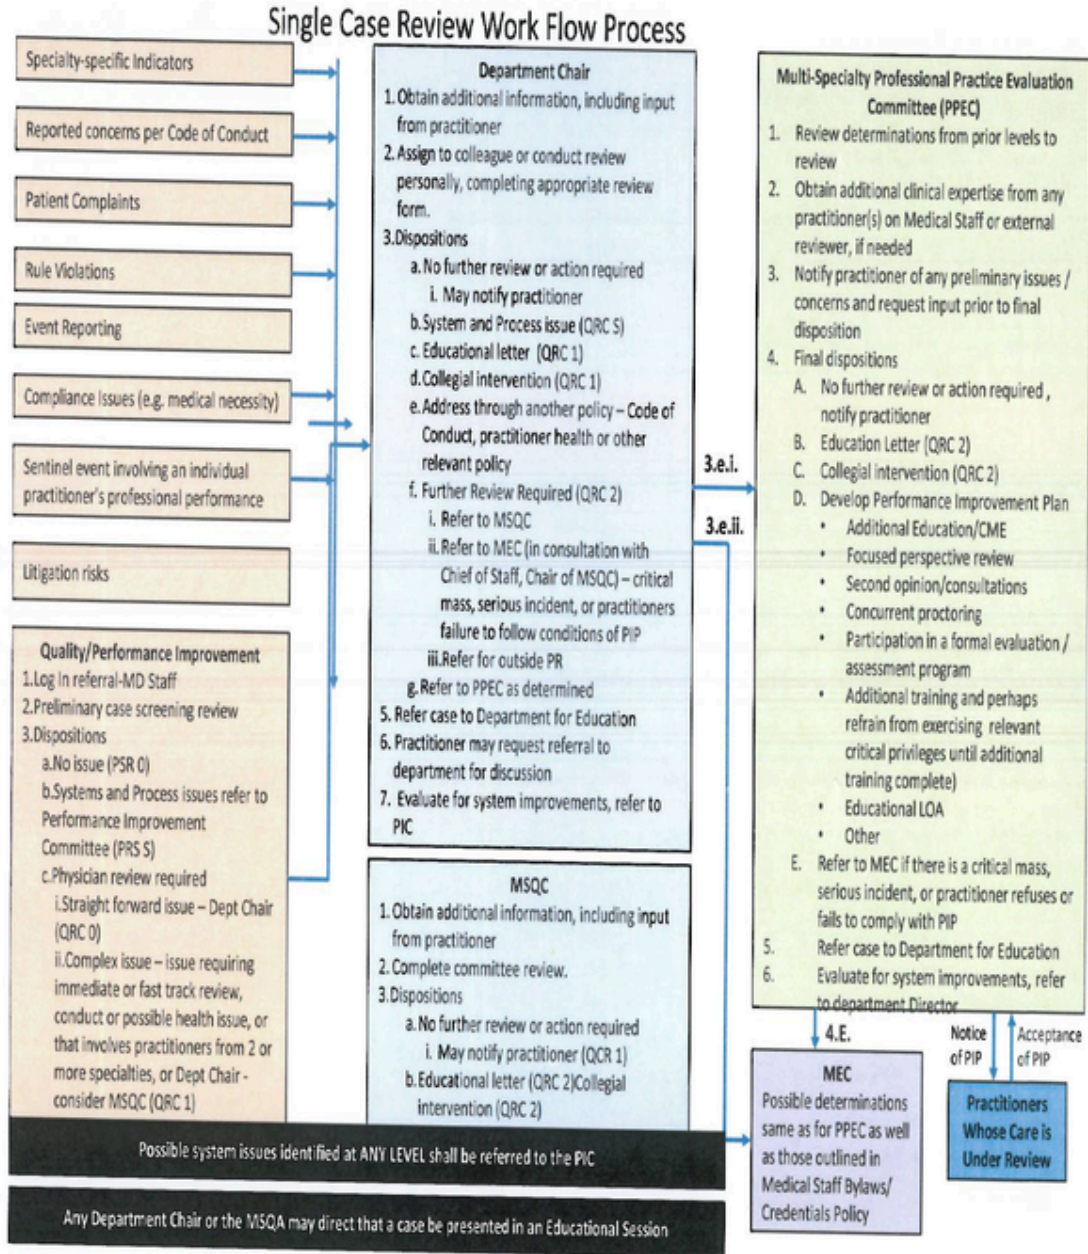 Single Case Review Work Flow Process
Specialty-specific Indicators
Reported concerns per Code of Conduct
Patient Complaints
Rule Violations
Event Reporting
Compliance Issues (e.g. medical necessity)
Sentinel event involving an individual
practitioner's professional performance
Litigation risks
Quality/Performance Improvement
1.Log In referral-MD Staff
2.Preliminary case screening review
3.Dispositions
a.No issue (PSR 0)
b.Systems and Process issues refer to
Performance Improvement
Committee (PRS S)
c.Physician review required
i.Straight forward issue – Dept Chair
(QRC 0)
ii.Complex issue – issue requiring
immediate or fast track review,
conduct or possible health issue, or
that involves practitioners from 2 or
more specialties, or Dept Chair -
consider MSQC (QRC 1)
Department Chair
1. Obtain additional information, including input
from practitioner
2. Assign to colleague or conduct review
personally, completing appropriate review
form.
3.Dispositions
a. No further review or action required
i. May notify practitioner
b.System and Process issue (QRC S)
c. Educational letter (QRC 1)
d.Collegial intervention (QRC 1)
e. Address through another policy – Code of
Conduct, practitioner health or other
relevant policy
f. Further Review Required (QRC 2)
i. Refer to MSQC
ii. Refer to MEC (in consultation with
Chief of Staff, Chair of MSQC) – critical
mass, serious incident, or practitioners
failure to follow conditions of PIP
iii.Refer for outside PR
g. Refer to PPEC as determined
5. Refer case to Department for Education
6. Practitioner may request referral to
department for discussion
7. Evaluate for system improvements, refer to
PIC
MSQC
1. Obtain additional information, including input
from practitioner
2. Complete committee review.
3.Dispositions
a. No further review or action required
i. May notify practitioner (QCR 1)
b. Educational letter (QRC 2)Collegial
intervention (QRC 2)
3.e.i.
3.e.ii.
Multi-Specialty Professional Practice Evaluation
Committee (PPEC)
1. Review determinations from prior levels to
review
2. Obtain additional clinical expertise from any
practitioner(s) on Medical Staff or external
reviewer, if needed
3. Notify practitioner of any preliminary issues /
concerns and request input prior to final
disposition
4. Final dispositions
A. No further review or action required ,
notify practitioner
B. Education Letter (QRC 2)
C. Collegial intervention (QRC 2)
D. Develop Performance Improvement Plan
• Additional Education/CME
• Focused perspective review
• Second opinion/consultations
• Concurrent proctoring
• Participation in a formal evaluation /
assessment program
• Additional training and perhaps
refrain from exercising relevant
critical privileges until additional
training complete)
• Educational LOA
• Other
E. Refer to MEC if there is a critical mass,
serious incident, or practitioner refuses or
fails to comply with PIP
5. Refer case to Department for Education
6. Evaluate for system improvements, refer
to department Director
4.E.
Notice
of PIP
Acceptance
of PIP
MEC
Possible determinations
same as for PPEC as well
as those outlined in
Medical Staff Bylaws/
Credentials Policy
Practitioners
Whose Care is
Under Review
Possible system issues identified at ANY LEVEL shall be referred to the PIC
Any Department Chair or the MSQA may direct that a case be presented in an Educational Session